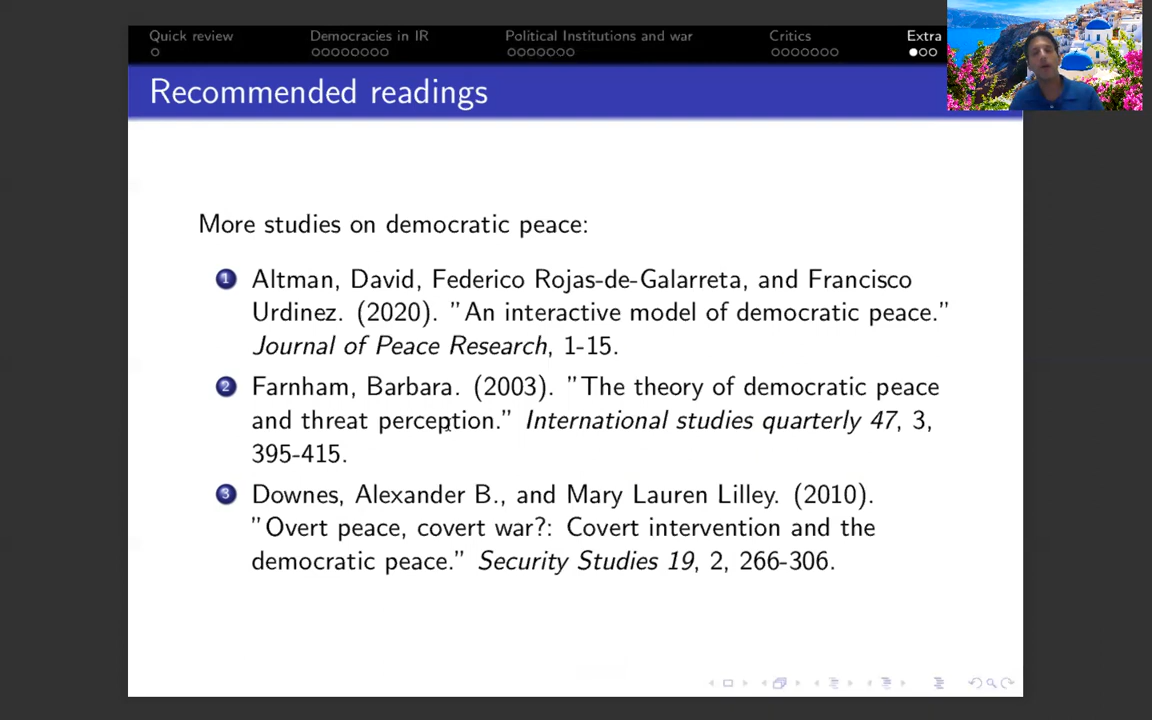 Quick review
Democracies in IR
Political Institutions and war
Critics
Extra
Recommended readings
More studies on democratic peace:
1 Altman, David, Federico Rojas-de-Galarreta, and Francisco
Urdinez. (2020). "An interactive model of democratic peace."
Journal of Peace Research, 1-15.
2 Farnham, Barbara. (2003). "The theory of democratic peace
and threat perception." International studies quarterly 47, 3,
395-415.
3 Downes, Alexander B., and Mary Lauren Lilley. (2010).
"Overt peace, covert war?: Covert intervention and the
democratic peace." Security Studies 19, 2, 266-306.